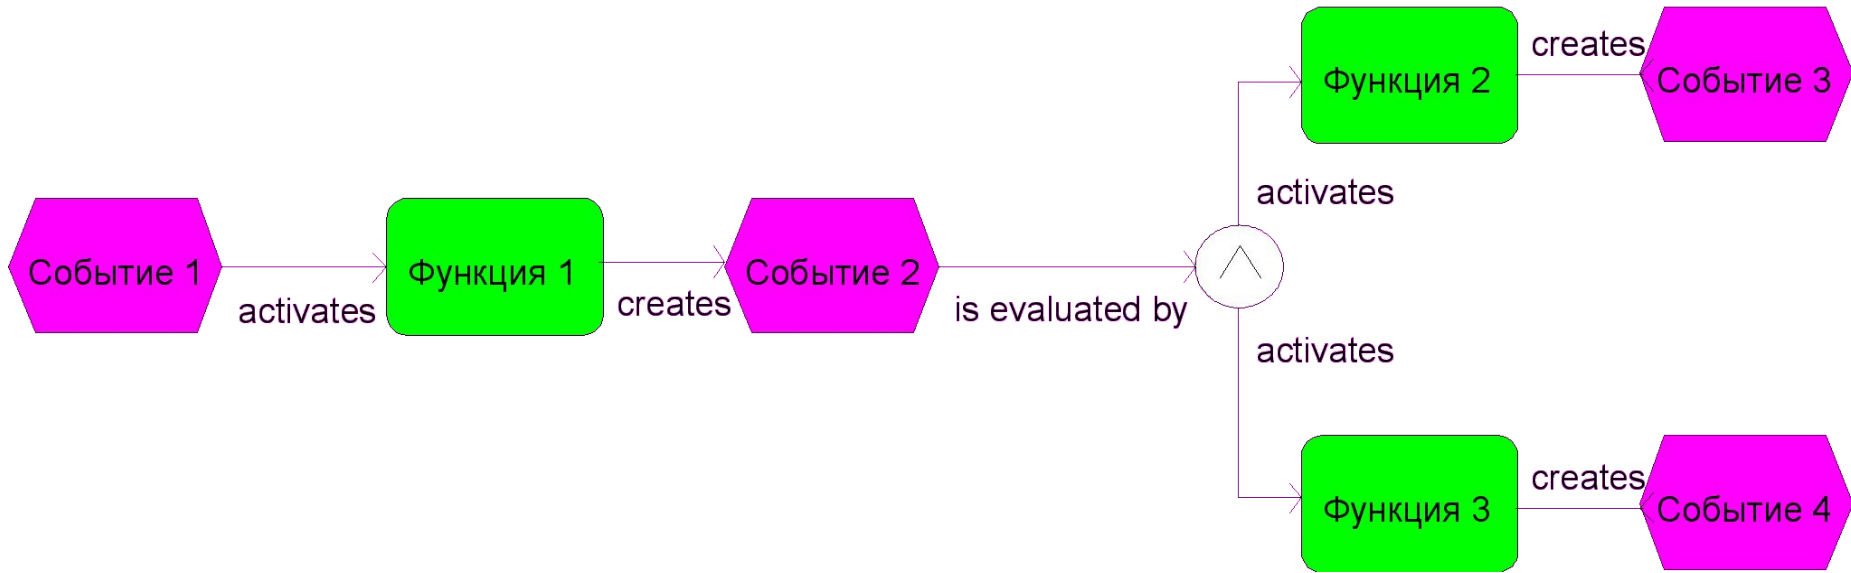 Событие 1
activates
Функция 1
creates
Событие 2
is evaluated by
activates
Функция 2
creates
Событие 3
activates
Функция 3
creates
Событие 4